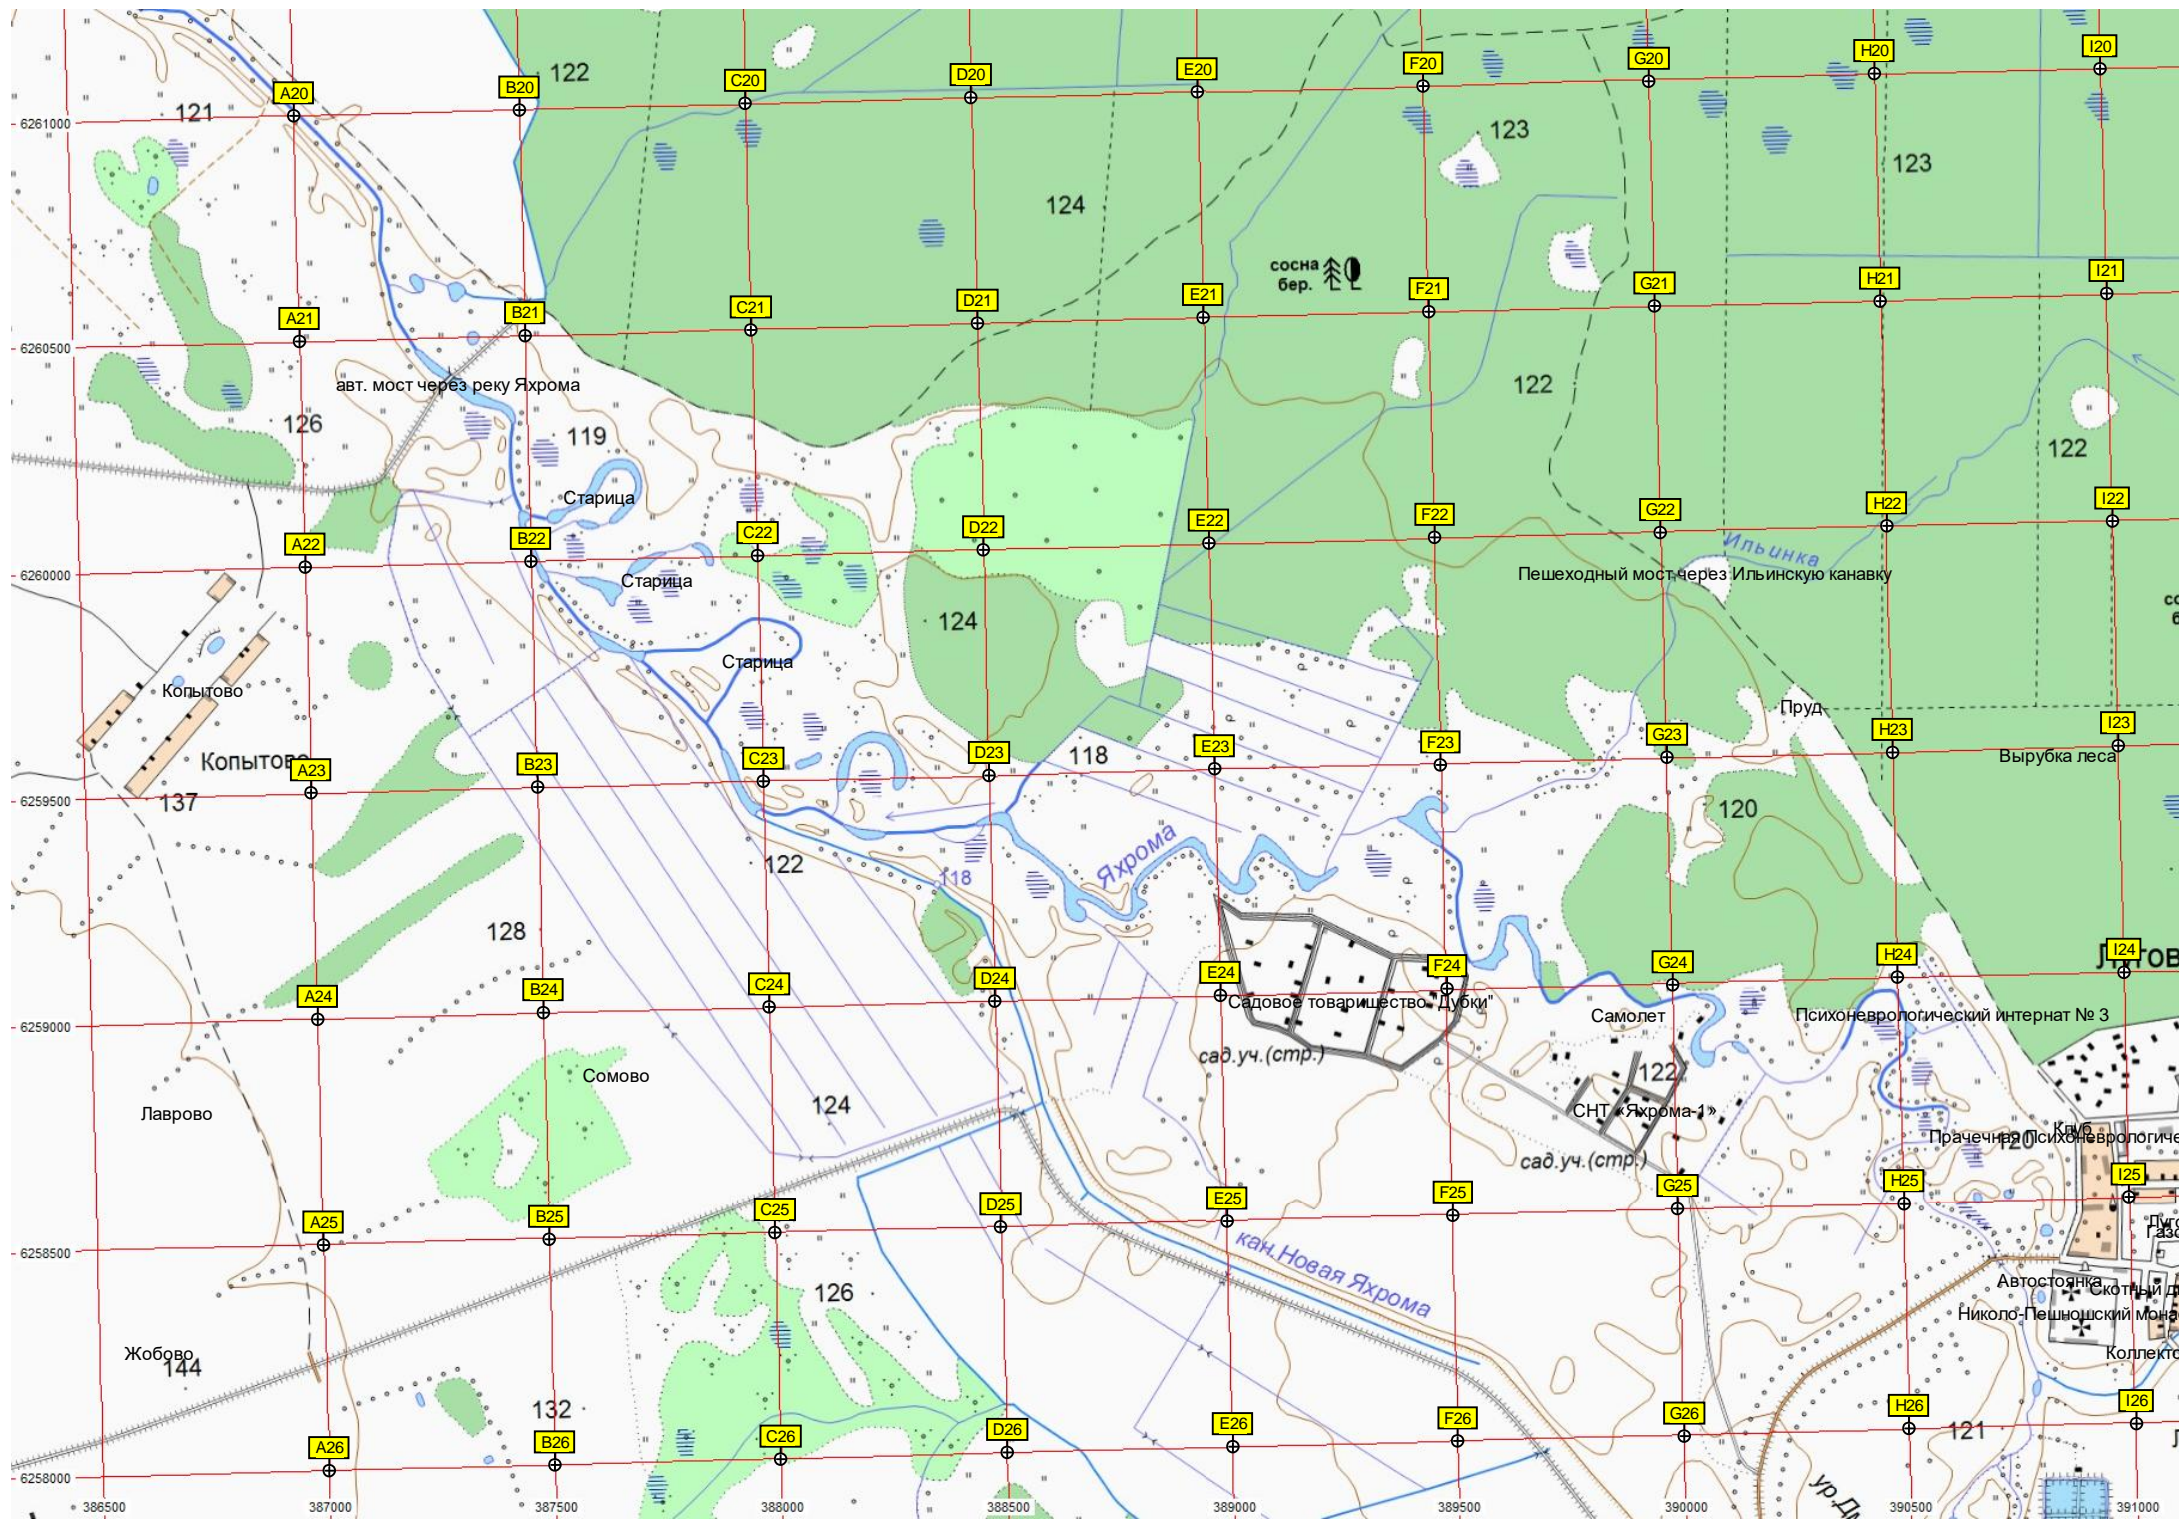 I20
H20
G20
F20
E20
D20
C20
B20
A20
122
121
6261000
123
123
124
сосна
бер.
I21
H21
G21
F21
E21
D21
C21
B21
A21
6260500
авт. мост через реку Яхрома
122
126
119
122
Старица
I22
H22
G22
F22
E22
D22
C22
B22
A22
Ильинка
6260000
Старица
Пешеходный мост через Ильинскую канавку
124
Старица
Копытово
Пруд
Копытово
118
I23
H23
G23
F23
E23
D23
C23
B23
A23
Вырубка леса
6259500
137
120
Яхрома
122
118
128
I24
H24
G24
F24
E24
D24
C24
B24
A24
Садовое товарищество "Дубки"
Самолет
Психоневрологический интернат № 3
6259000
сад.уч.(стр.)
Сомово
122
Лаврово
124
СНТ «Яхрома-1»
Клуб
Прачечная Психоневрологиче
120
сад.уч.(стр.)
I25
H25
G25
F25
E25
D25
C25
B25
A25
6258500
кан.Новая Яхрома
126
Автостоянка
Скотный д
Николо-Пешношский мона
Жобово
144
Коллекто
132
I26
H26
G26
F26
E26
D26
C26
B26
A26
121
6258000
386500
387000
387500
388000
388500
389000
389500
390000
390500
391000